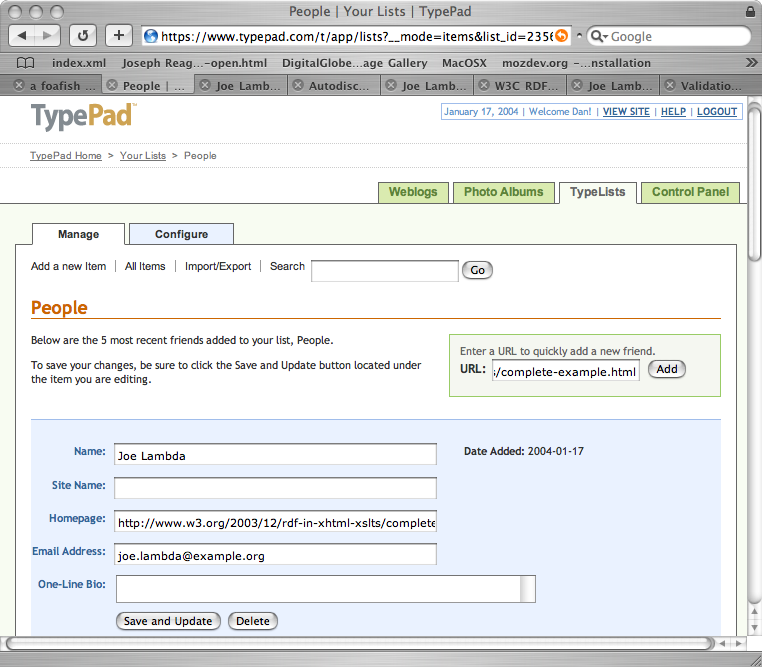 People | Your Lists | TypePad
https://www.typepad.com/t/app/lists?__mode=items&list_id=2356
Google
index.xml Joseph Reag...-open.html DigitalGlobe...age Gallery MacOSX mozdev.org -...nstallation
a foafish ... People | ... Joe Lamb... Autodisc... Joe Lamb... W3C RDF... Joe Lamb... Validatio...
TypePad™
January 17, 2004 | Welcome Dan! | VIEW SITE | HELP | LOGOUT
TypePad Home > Your Lists > People
Weblogs Photo Albums TypeLists Control Panel
Manage Configure
Add a new Item | All Items | Import/Export | Search Go
People
Below are the 5 most recent friends added to your list, People.
To save your changes, be sure to click the Save and Update button located under
the item you are editing.
Enter a URL to quickly add a new friend.
URL: s/complete-example.html Add
Name: Joe Lambda
Date Added: 2004-01-17
Site Name:
Homepage: http://www.w3.org/2003/12/rdf-in-xhtml-xslts/complete
Email Address: joe.lambda@example.org
One-Line Bio:
Save and Update Delete